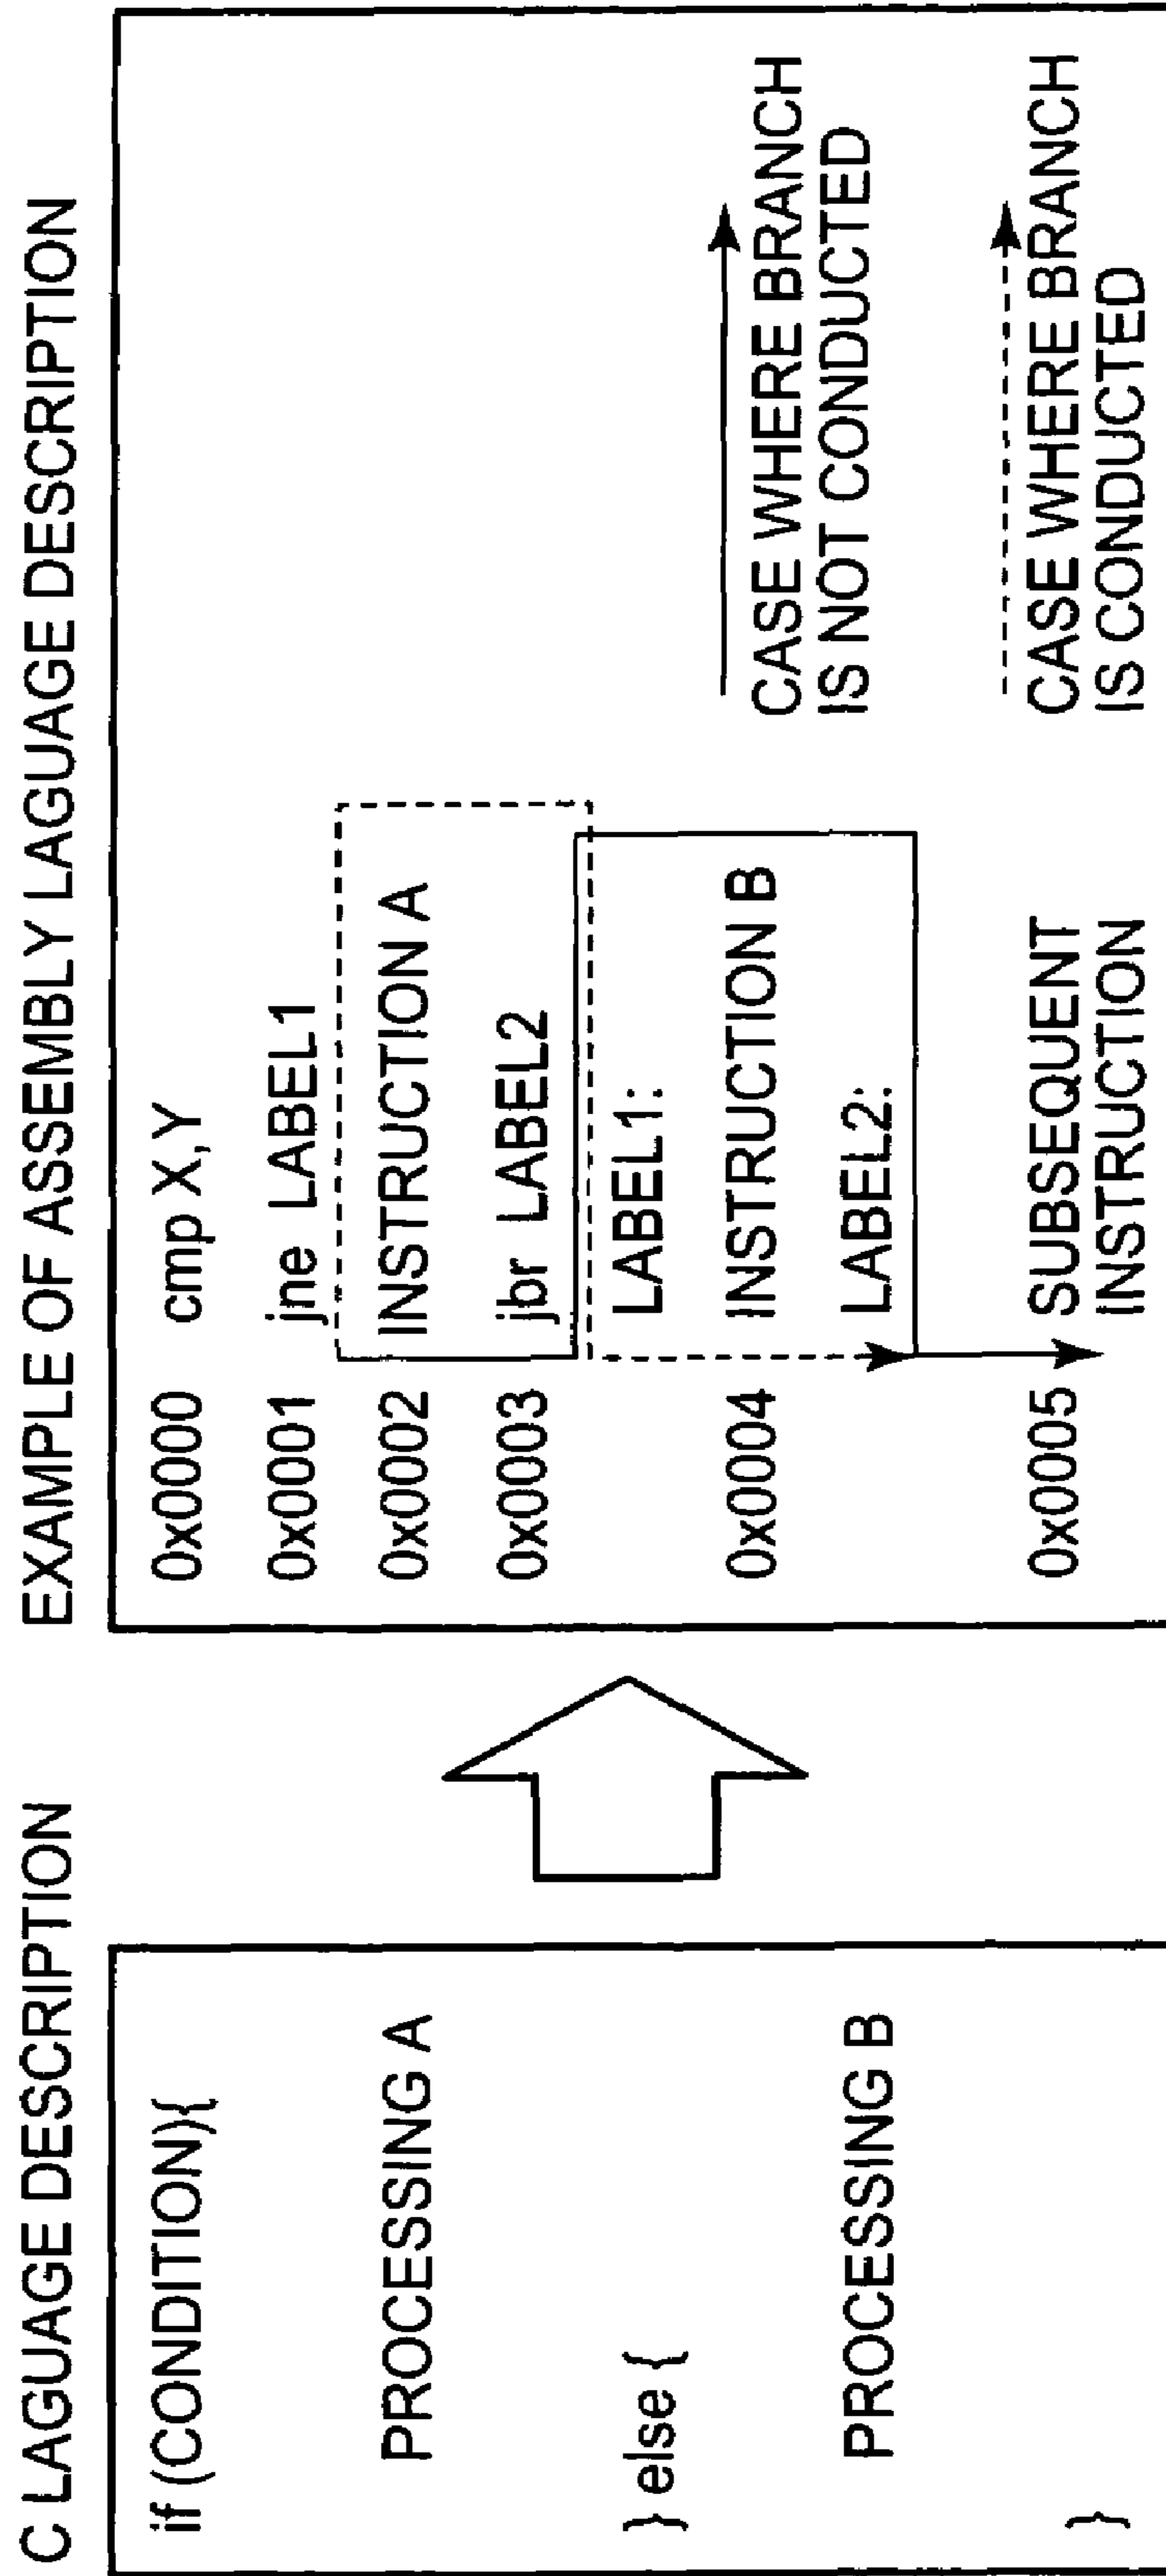 C LAGUAGE DESCRIPTION
if (CONDITION){
PROCESSING A
} else {
PROCESSING B
}
EXAMPLE OF ASSEMBLY LAGUAGE DESCRIPTION
0x0000 cmp X,Y
0x0001 jne LABEL1
0x0002 INSTRUCTION A
0x0003 jbr LABEL2
LABEL1:
0x0004 INSTRUCTION B
LABEL2:
0x0005 SUBSEQUENT
INSTRUCTION
CASE WHERE BRANCH
IS NOT CONDUCTED
CASE WHERE BRANCH
IS CONDUCTED